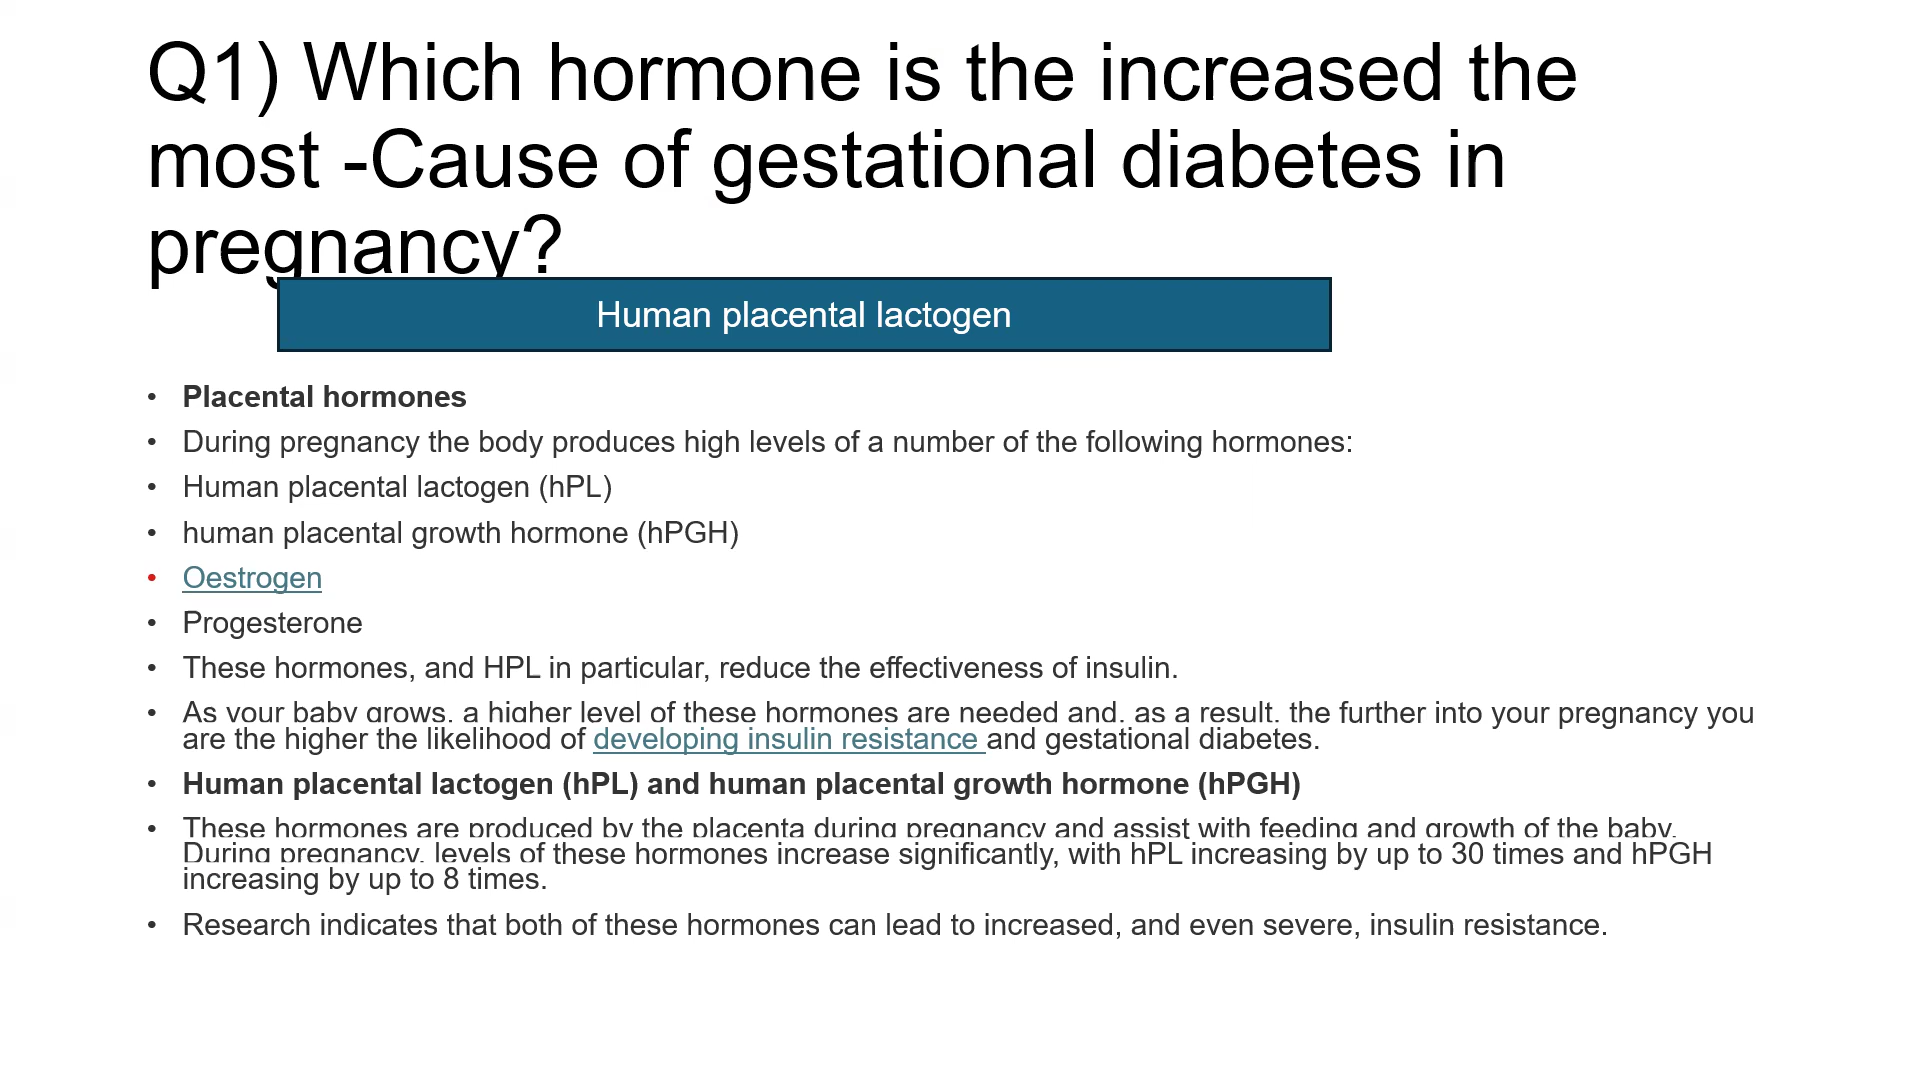 Q1) Which hormone is the increased the
most -Cause of gestational diabetes in
pregnancy?
Human placental lactogen
• Placental hormones
• During pregnancy the body produces high levels of a number of the following hormones:
• Human placental lactogen (hPL)
• human placental growth hormone (hPGH)
• Oestrogen
• Progesterone
• These hormones, and HPL in particular, reduce the effectiveness of insulin.
• As your baby grows, a higher level of these hormones are needed and, as a result, the further into your pregnancy you
are the higher the likelihood of developing insulin resistance and gestational diabetes.
• Human placental lactogen (hPL) and human placental growth hormone (hPGH)
• These hormones are produced by the placenta during pregnancy and assist with feeding and growth of the baby.
During pregnancy, levels of these hormones increase significantly, with hPL increasing by up to 30 times and hPGH
increasing by up to 8 times.
• Research indicates that both of these hormones can lead to increased, and even severe, insulin resistance.